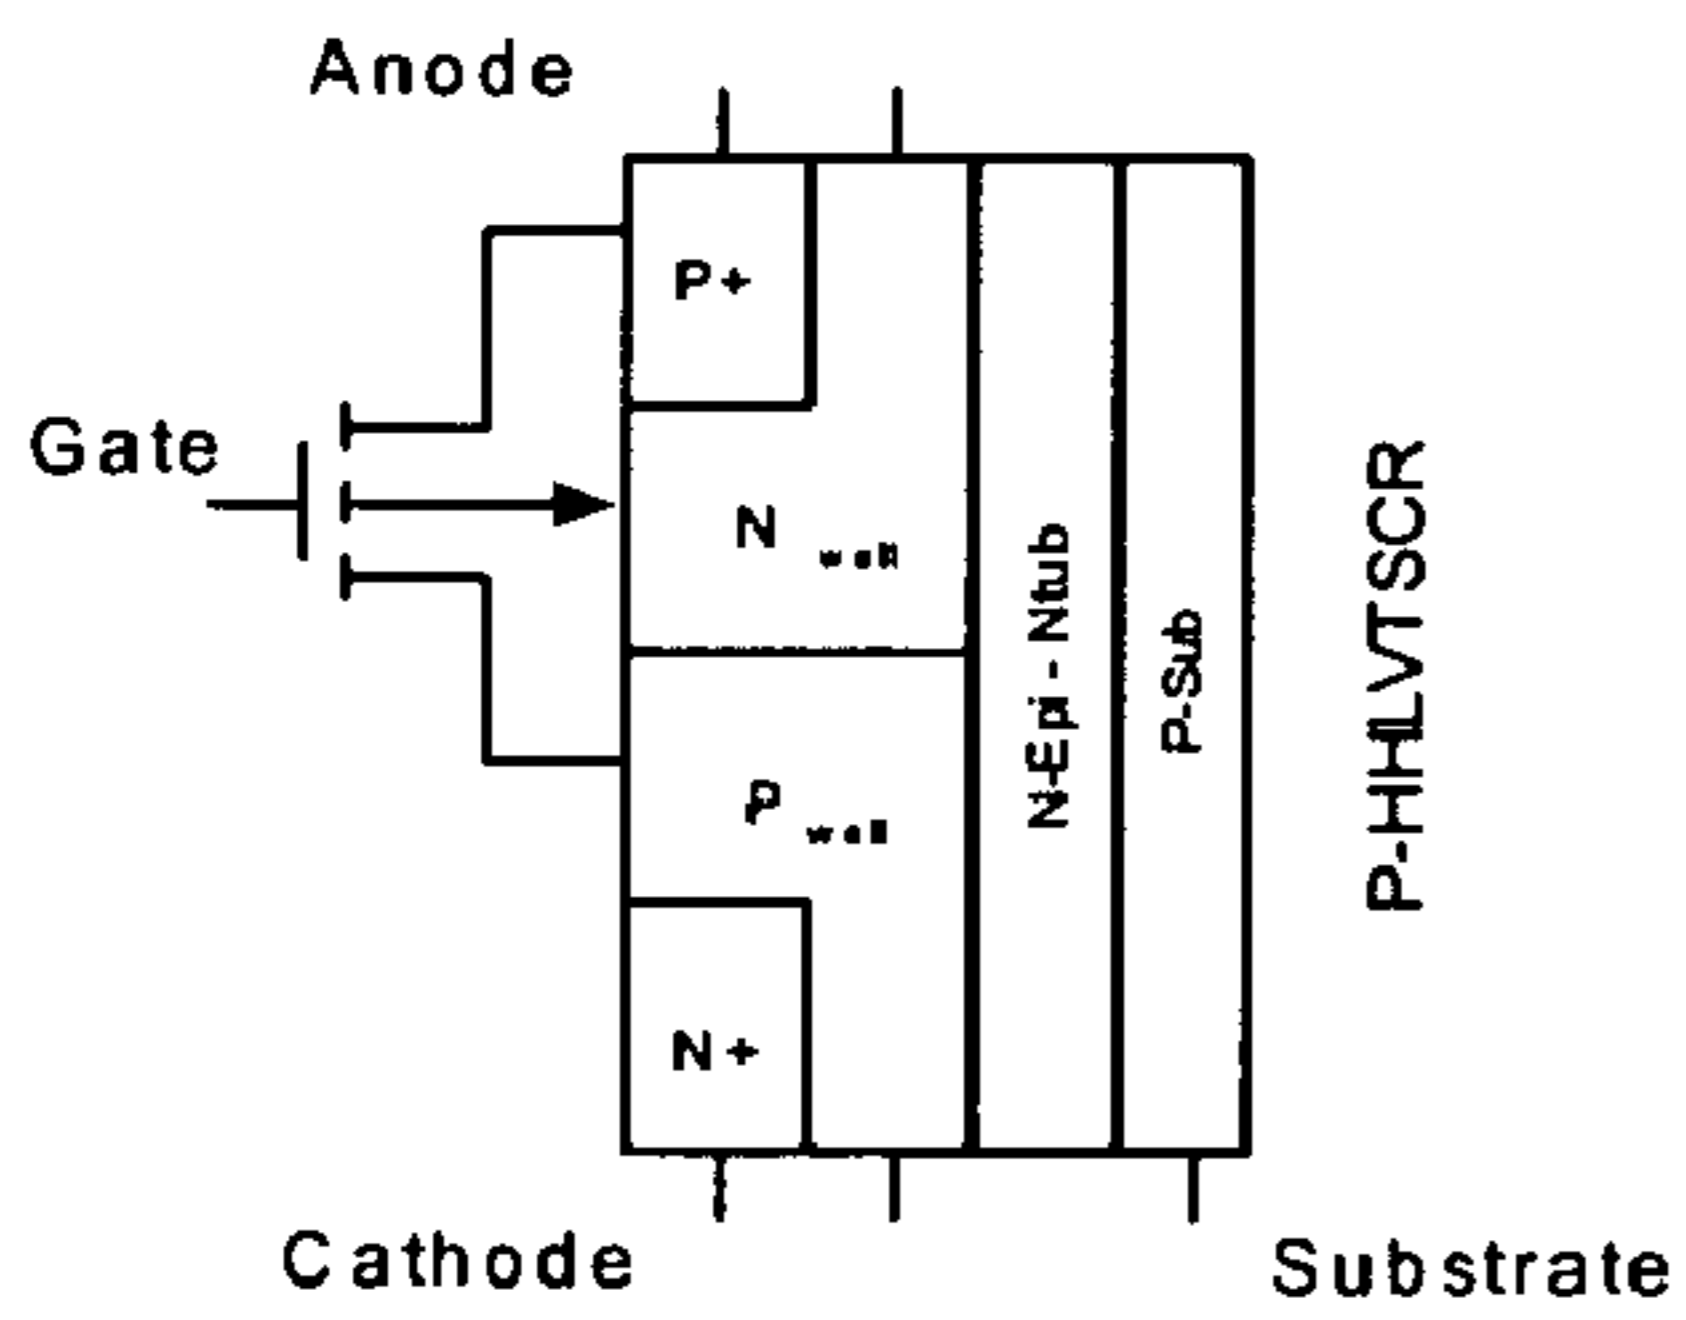 Anode
P+
Gate
N well
N-Epi - Ntub
P-Sub
P-HHLVTSCR
P well
N+
Cathode
Substrate